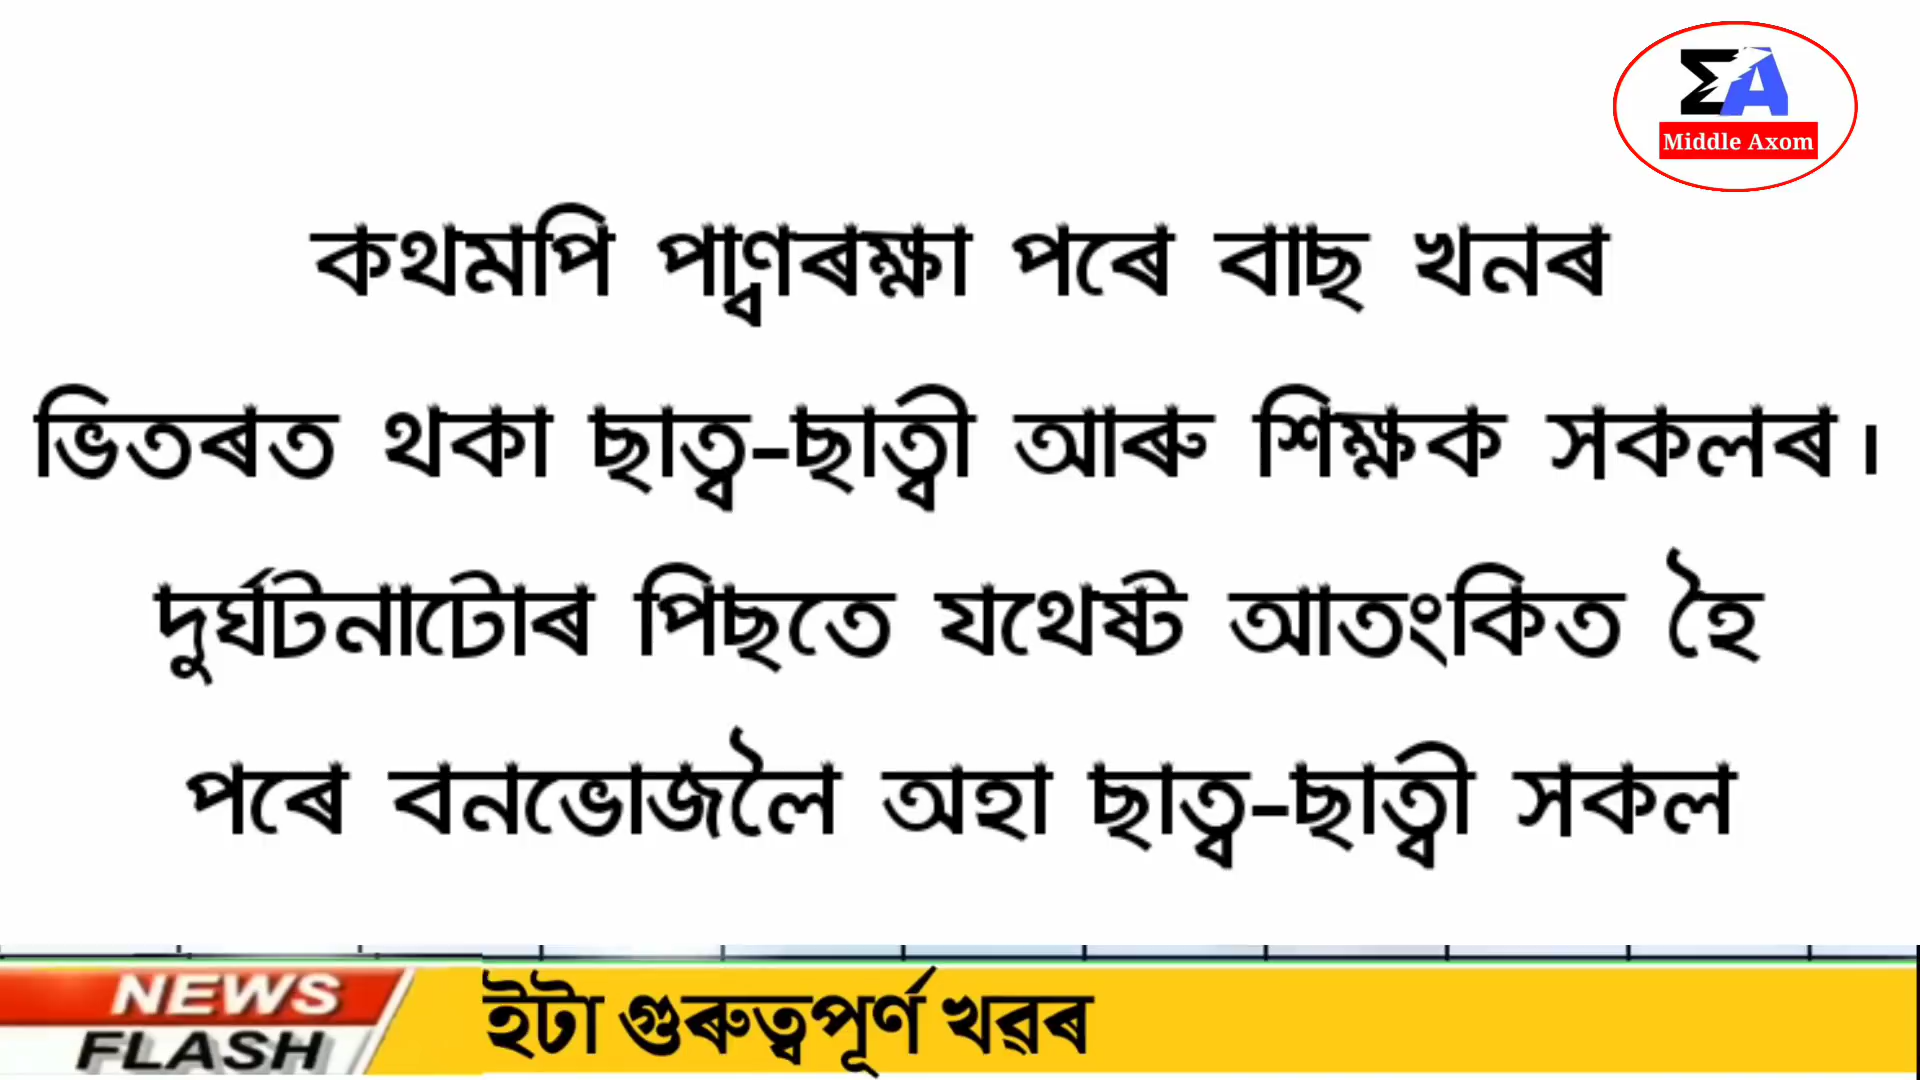 Middle Axom
কথমপি প্বাণৰক্ষা পৰে বাছ খনৰ
ভিতৰত থকা ছাত্ব-ছাত্বী আৰু শিক্ষক সকলৰ।
দুৰ্ঘটনাটোৰ পিছতে যথেষ্ট আতংকিত হৈ
পৰে বনভোজলৈ অহা ছাত্ব-ছাত্বী সকল
NEWS
FLASH
ইটা গুৰুত্বপূৰ্ণ খৱৰ